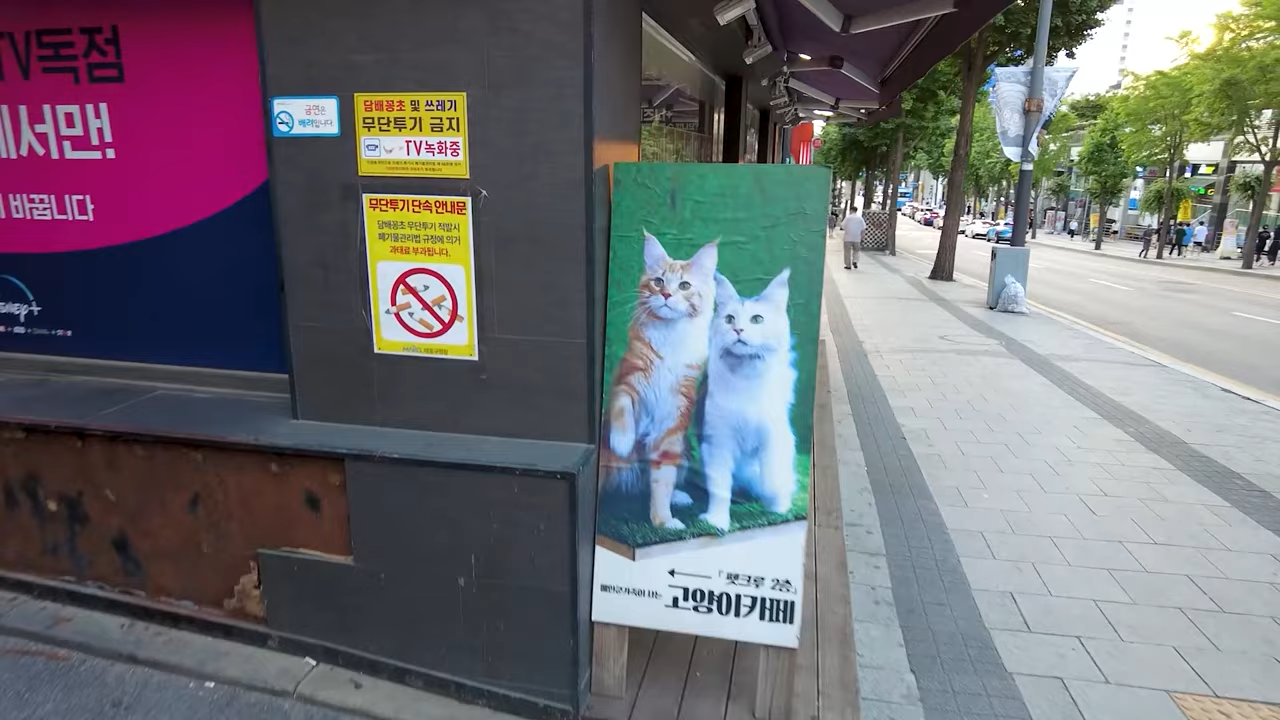 TV독점
에서만!
바꿉니다
금연은
배려입니다
담배꽁초 및 쓰레기
무단투기 금지
TV녹화중
무단투기 단속 안내문
담배꽁초 무단투기 적발시
폐기물관리법 규정에 의거
과태료 부과됩니다.
「펫크루 2층」
고양이카페